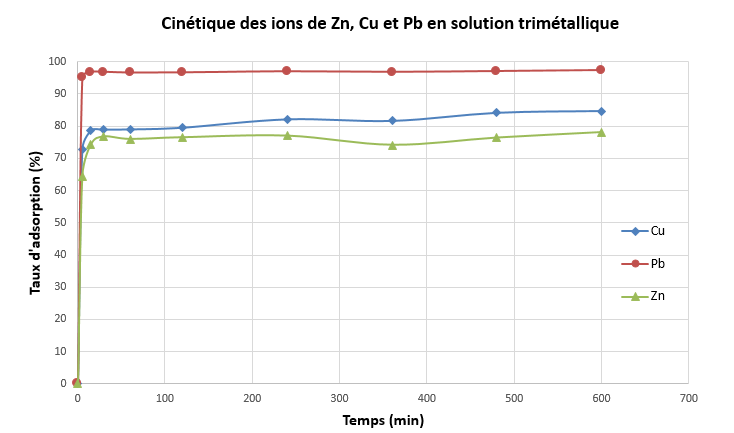 Cinétique des ions de Zn, Cu et Pb en solution trimétallique
100
90
80
70
60
50
40
30
20
10
0
Taux d'adsorption (%)
Cu
Pb
Zn
0 100 200 300 400 500 600 700
Temps (min)